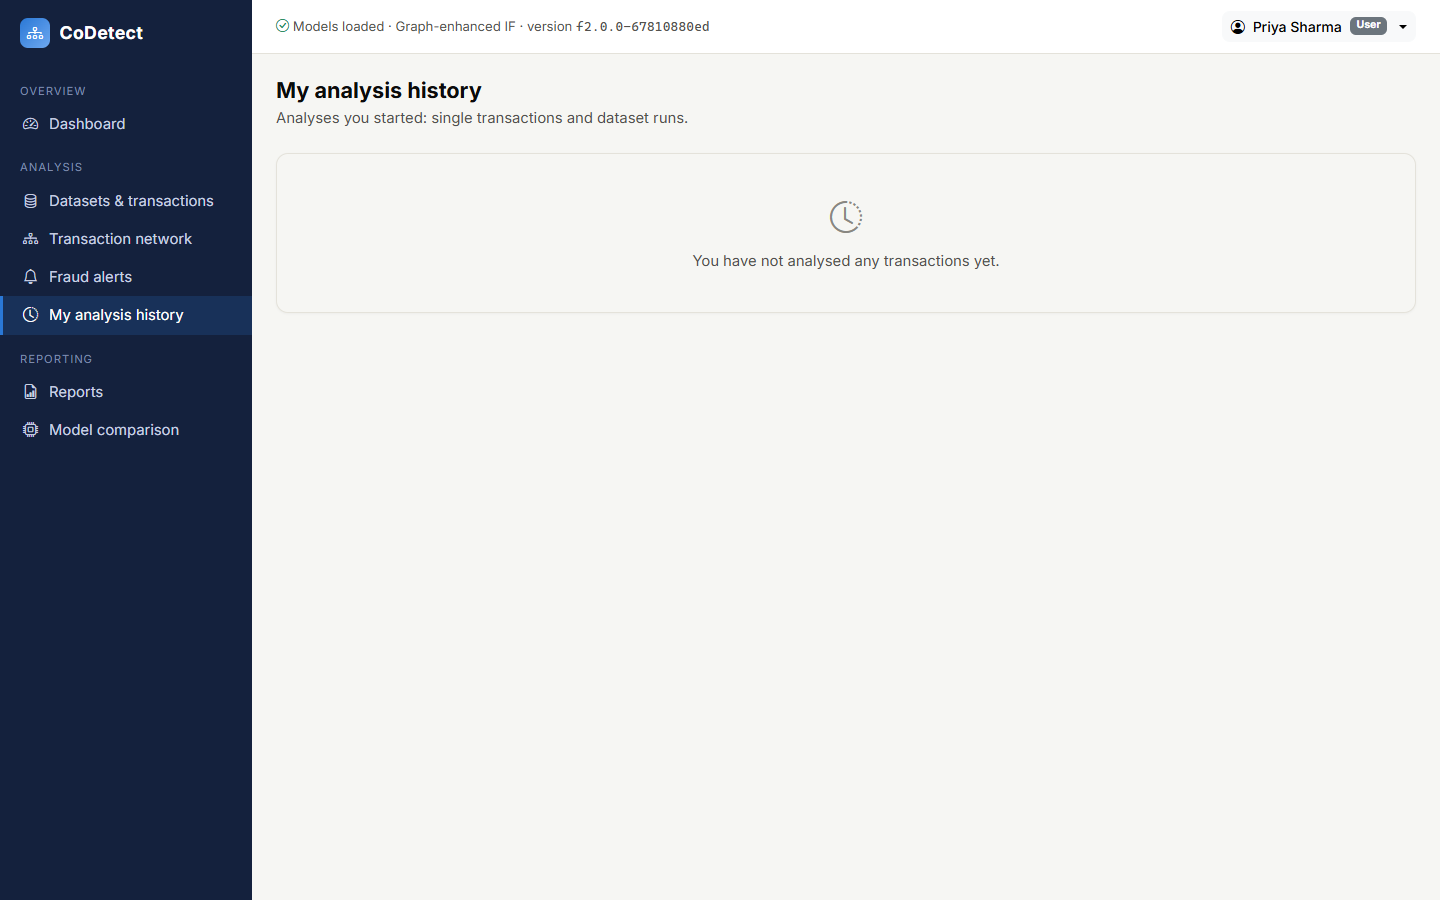 CoDetect
OVERVIEW
Dashboard
ANALYSIS
Datasets & transactions
Transaction network
Fraud alerts
My analysis history
REPORTING
Reports
Model comparison
Models loaded · Graph-enhanced IF · version f2.0.0-67810880ed
Priya Sharma User
My analysis history
Analyses you started: single transactions and dataset runs.
You have not analysed any transactions yet.